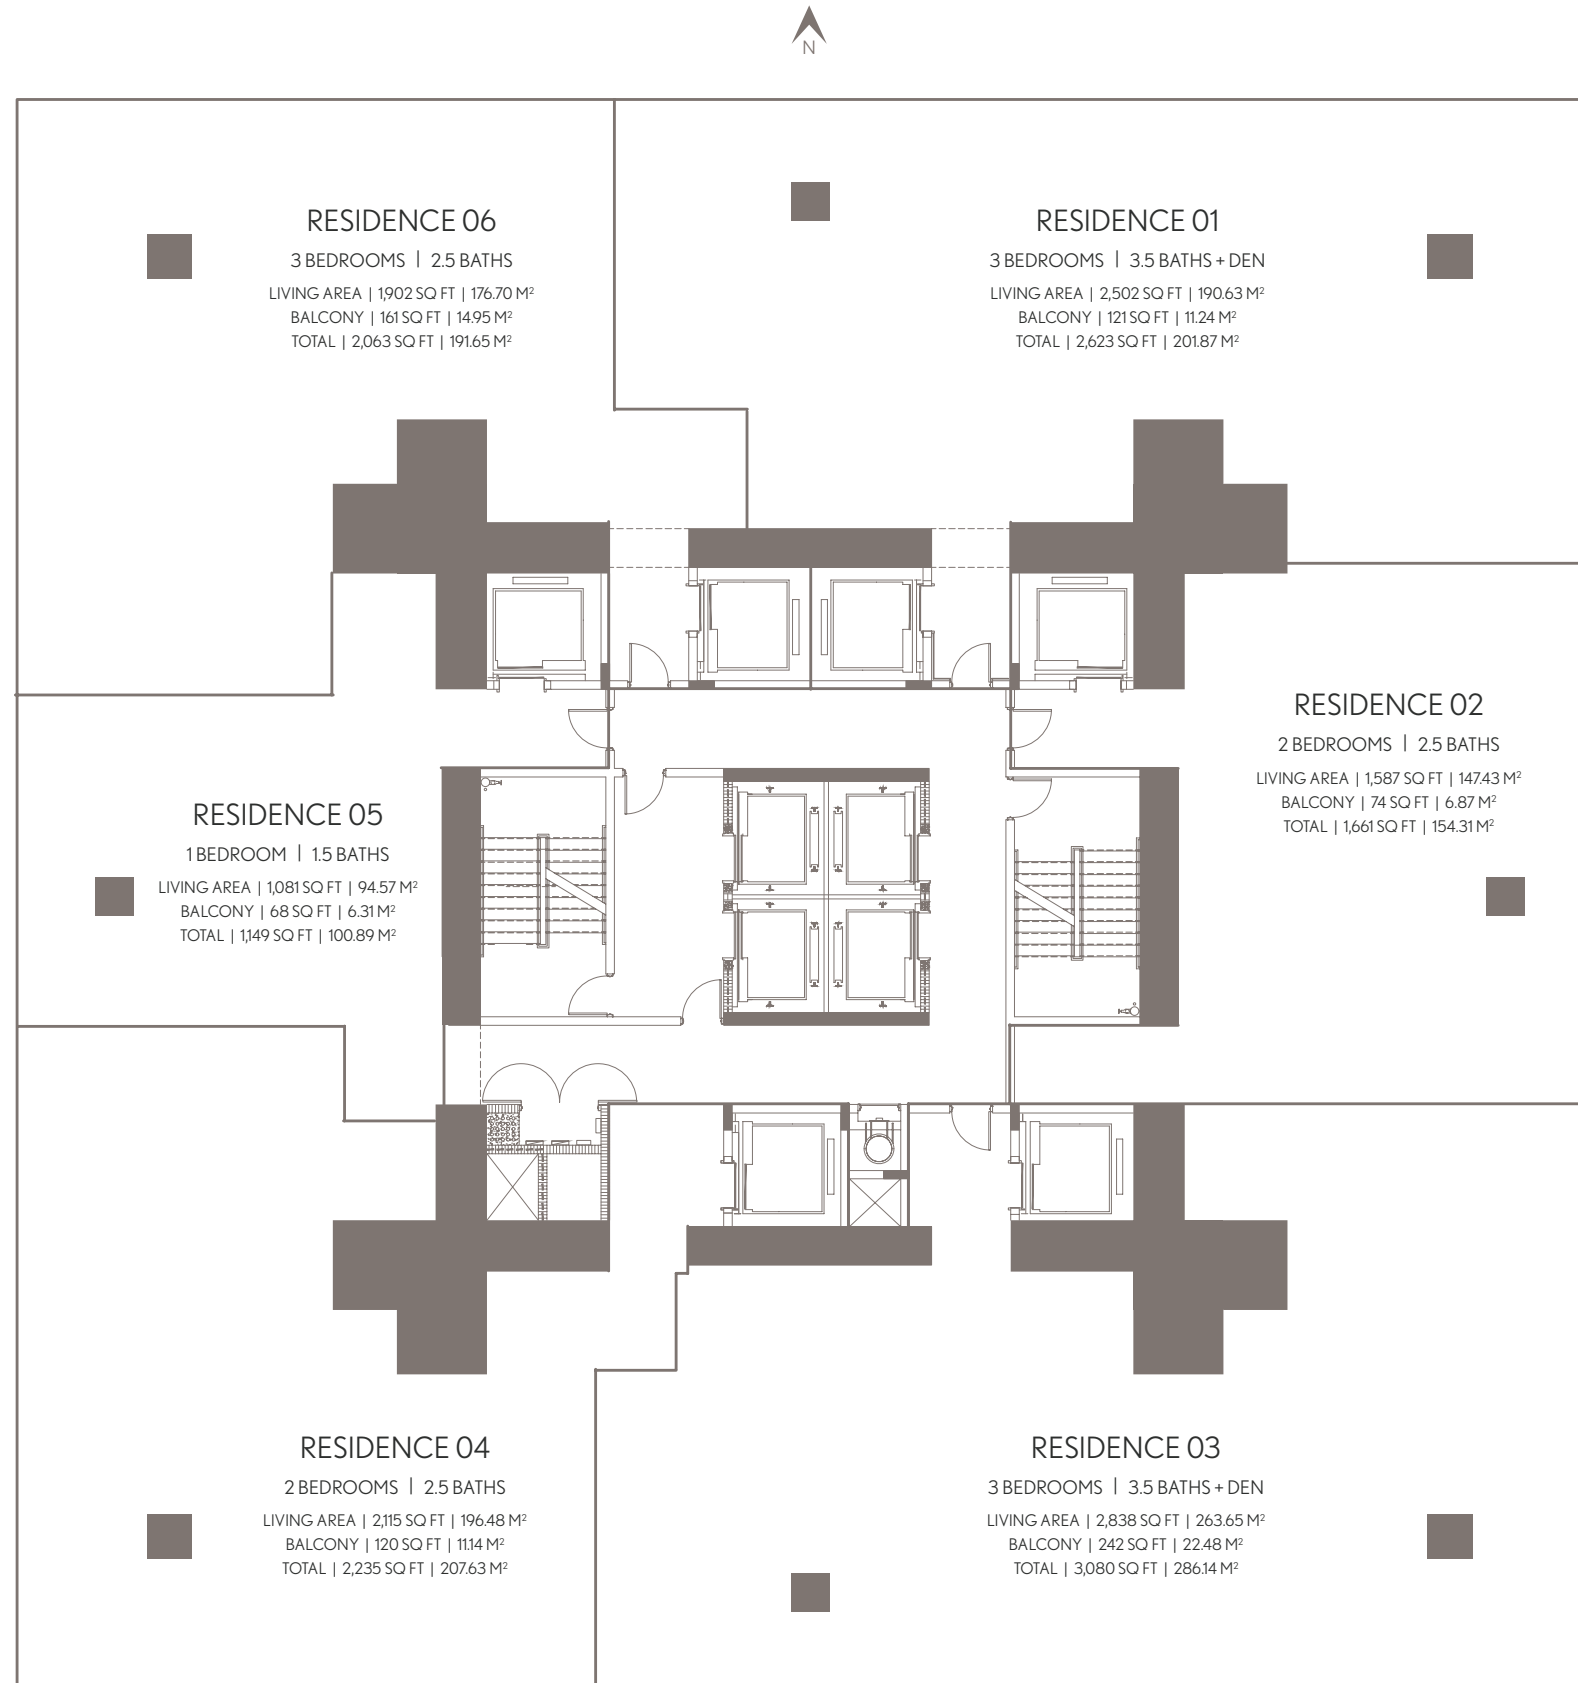 N
RESIDENCE 06
3 BEDROOMS | 2.5 BATHS
LIVING AREA | 1,902 SQ FT | 176.70 M²
BALCONY | 161 SQ FT | 14.95 M²
TOTAL | 2,063 SQ FT | 191.65 M²
RESIDENCE 01
3 BEDROOMS | 3.5 BATHS + DEN
LIVING AREA | 2,502 SQ FT | 190.63 M²
BALCONY | 121 SQ FT | 11.24 M²
TOTAL | 2,623 SQ FT | 201.87 M²
RESIDENCE 02
2 BEDROOMS | 2.5 BATHS
LIVING AREA | 1,587 SQ FT | 147.43 M²
BALCONY | 74 SQ FT | 6.87 M²
TOTAL | 1,661 SQ FT | 154.31 M²
RESIDENCE 05
1 BEDROOM | 1.5 BATHS
LIVING AREA | 1,081 SQ FT | 94.57 M²
BALCONY | 68 SQ FT | 6.31 M²
TOTAL | 1,149 SQ FT | 100.89 M²
RESIDENCE 04
2 BEDROOMS | 2.5 BATHS
LIVING AREA | 2,115 SQ FT | 196.48 M²
BALCONY | 120 SQ FT | 11.14 M²
TOTAL | 2,235 SQ FT | 207.63 M²
RESIDENCE 03
3 BEDROOMS | 3.5 BATHS + DEN
LIVING AREA | 2,838 SQ FT | 263.65 M²
BALCONY | 242 SQ FT | 22.48 M²
TOTAL | 3,080 SQ FT | 286.14 M²